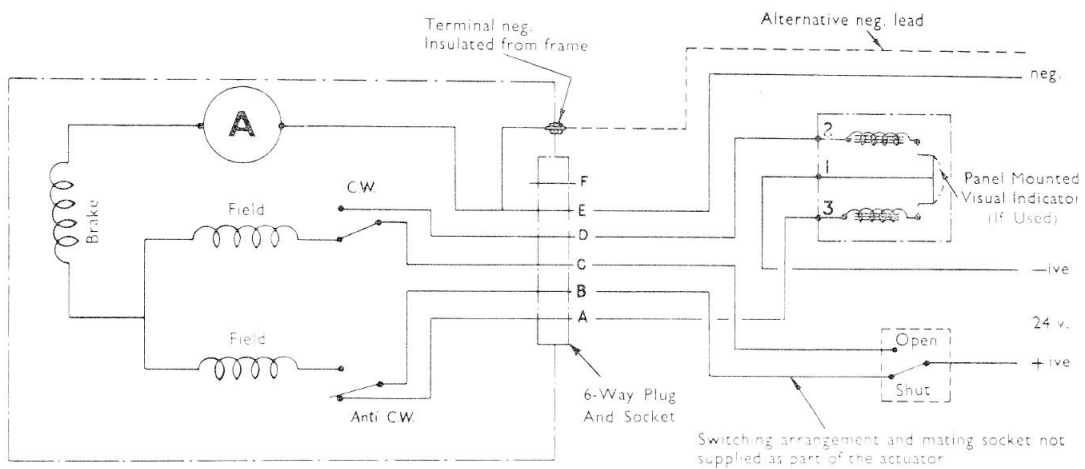 Terminal neg.
Insulated from frame
Alternative neg. lead
neg.
A
2
1
3
Panel Mounted
Visual Indicator
(If Used)
C.W.
F
E
D
C
B
A
Brake
Field
Field
Anti C.W.
—ive
24 v.
+ive
Open
Shut
6-Way Plug
And Socket
Switching arrangement and mating socket not
supplied as part of the actuator